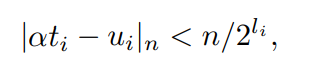 |αt_i − u_i|_n < n/2^{l_i},